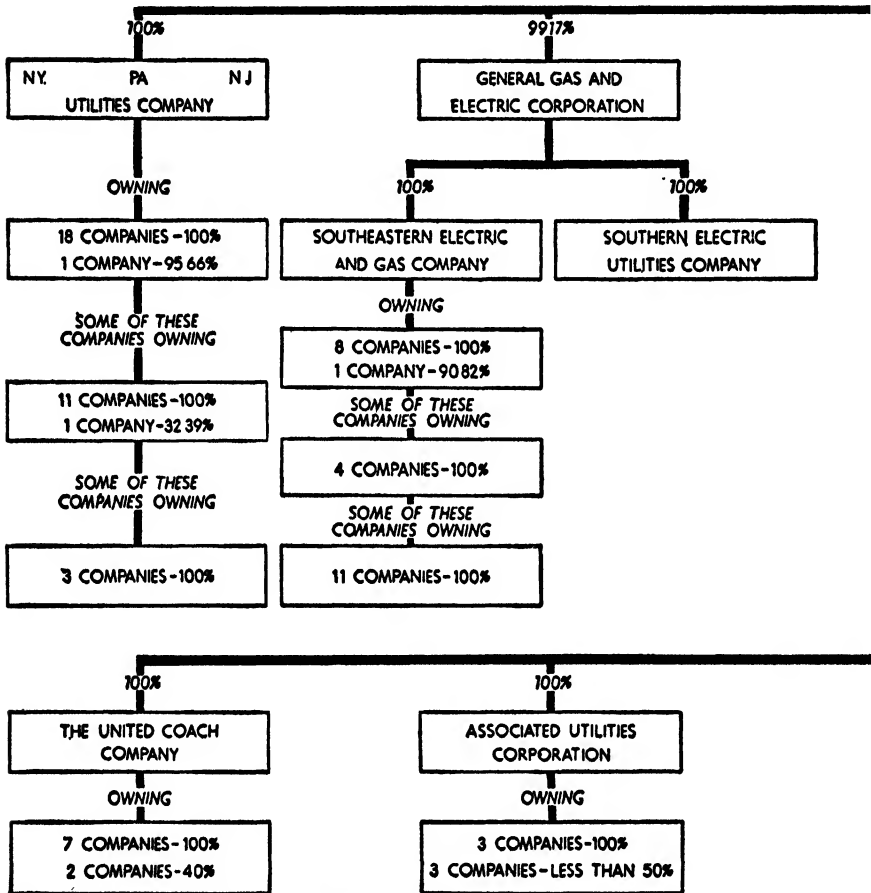 100%
9917%
NY. PA NJ
UTILITIES COMPANY
GENERAL GAS AND
ELECTRIC CORPORATION
OWNING
100%
100%
18 COMPANIES-100%
1 COMPANY-95 66%
SOUTHEASTERN ELECTRIC
AND GAS COMPANY
SOUTHERN ELECTRIC
UTILITIES COMPANY
SOME OF THESE
COMPANIES OWNING
OWNING
8 COMPANIES-100%
1 COMPANY-9082%
11 COMPANIES-100%
1 COMPANY-32 39%
SOME OF THESE
COMPANIES OWNING
4 COMPANIES-100%
SOME OF THESE
COMPANIES OWNING
SOME OF THESE
COMPANIES OWNING
3 COMPANIES-100%
11 COMPANIES-100%
100%
100%
THE UNITED COACH
COMPANY
ASSOCIATED UTILITIES
CORPORATION
OWNING
OWNING
7 COMPANIES-100%
2 COMPANIES-40%
3 COMPANIES-100%
3 COMPANIES-LESS THAN 50%